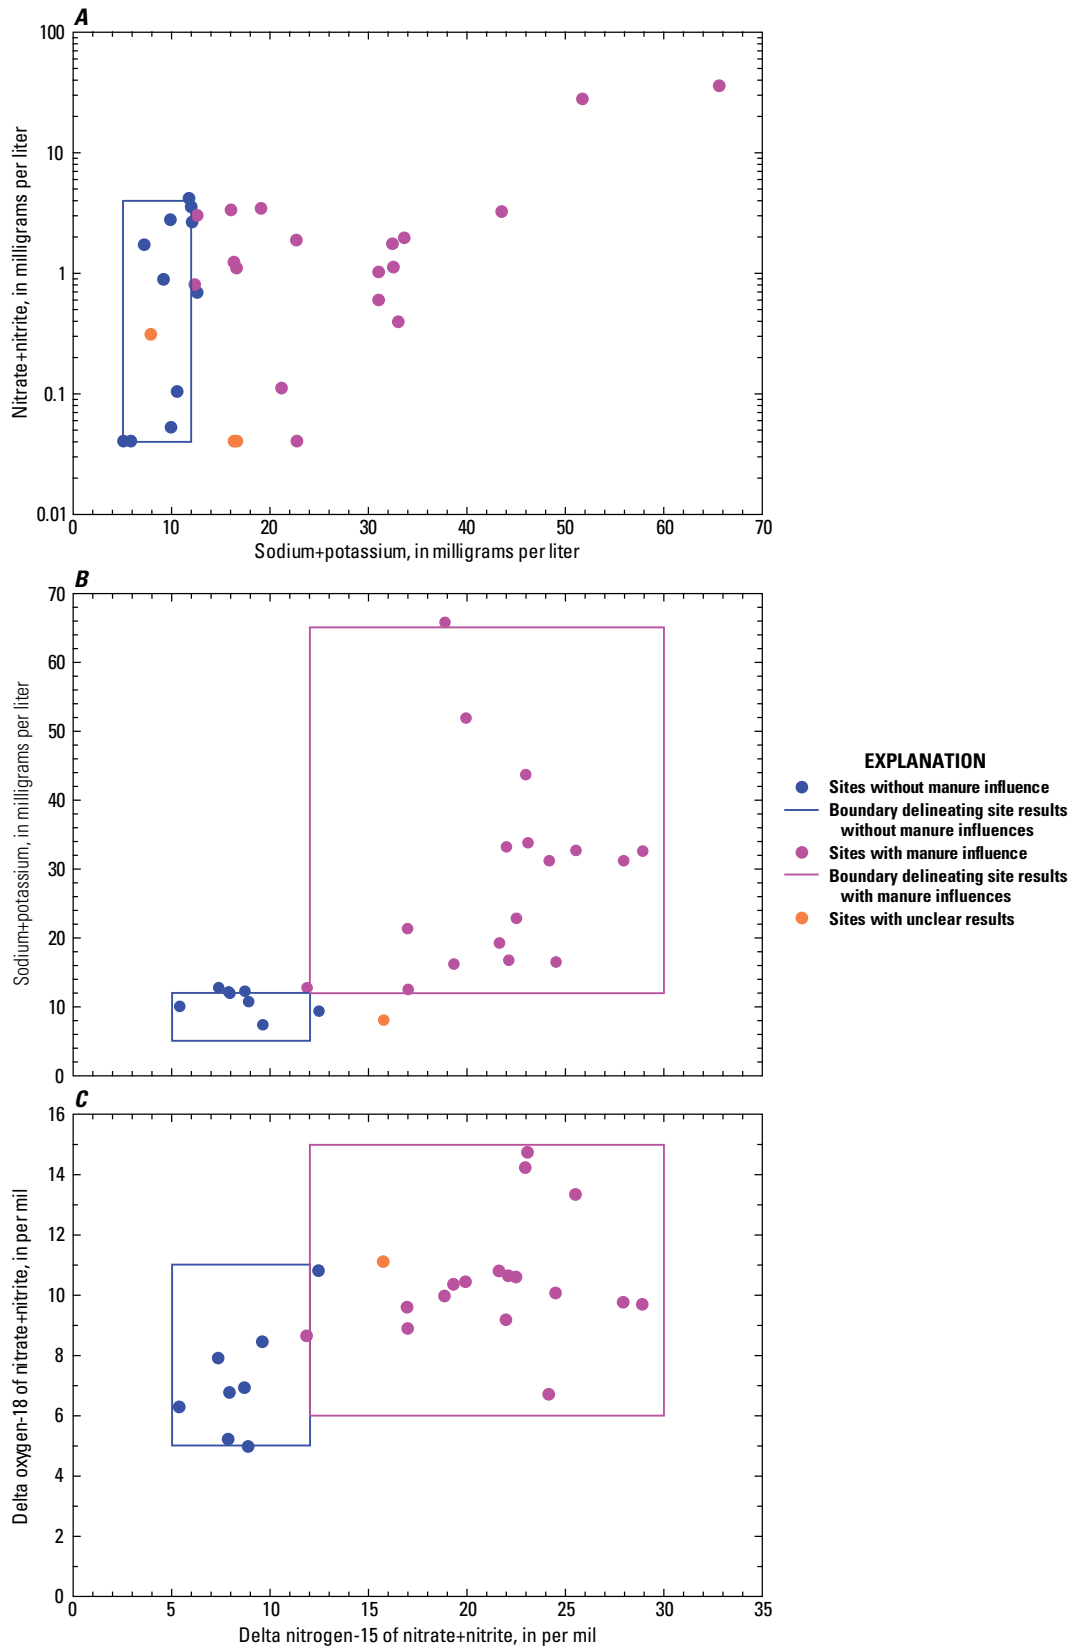 A
100
10
1
0.1
0.01
Nitrate+nitrite, in milligrams per liter
0 10 20 30 40 50 60 70
Sodium+potassium, in milligrams per liter
B
70
60
50
40
30
20
10
0
Sodium+potassium, in milligrams per liter
EXPLANATION
Sites without manure influence
Boundary delineating site results
without manure influences
Sites with manure influence
Boundary delineating site results
with manure influences
Sites with unclear results
C
16
14
12
10
8
6
4
2
0
Delta oxygen-18 of nitrate+nitrite, in per mil
0 5 10 15 20 25 30 35
Delta nitrogen-15 of nitrate+nitrite, in per mil